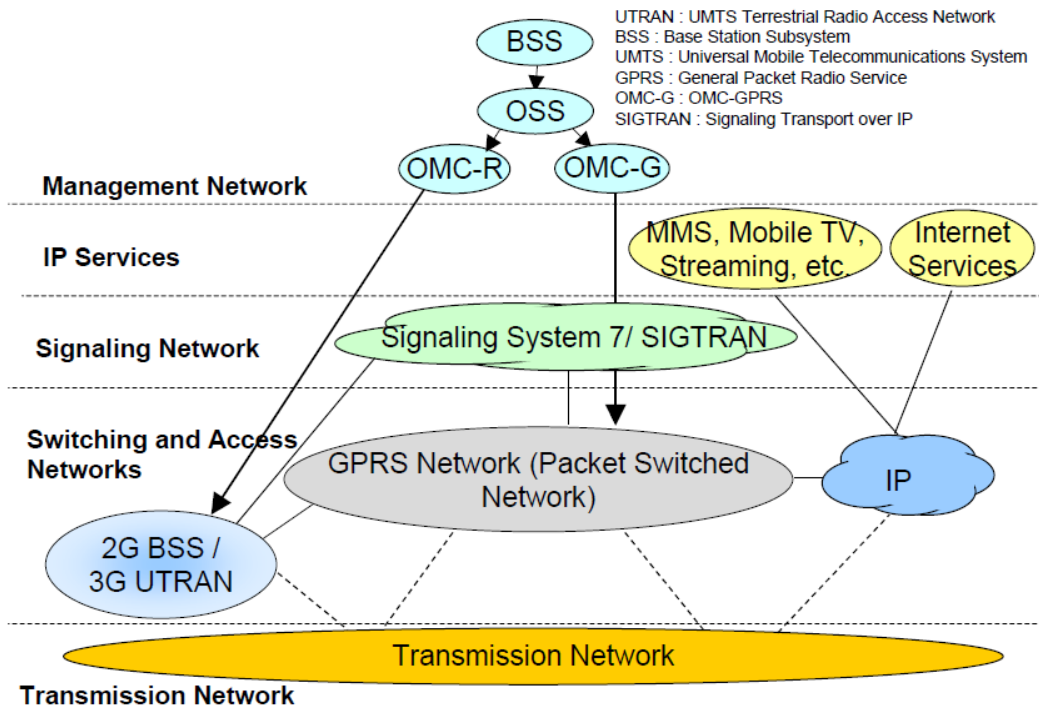 UTRAN : UMTS Terrestrial Radio Access Network
BSS : Base Station Subsystem
UMTS : Universal Mobile Telecommunications System
GPRS : General Packet Radio Service
OMC-G : OMC-GPRS
SIGTRAN : Signaling Transport over IP
BSS
OSS
OMC-R
OMC-G
Management Network
IP Services
MMS, Mobile TV,
Streaming, etc.
Internet
Services
Signaling Network
Signaling System 7/ SIGTRAN
Switching and Access
Networks
GPRS Network (Packet Switched
Network)
IP
2G BSS /
3G UTRAN
Transmission Network
Transmission Network